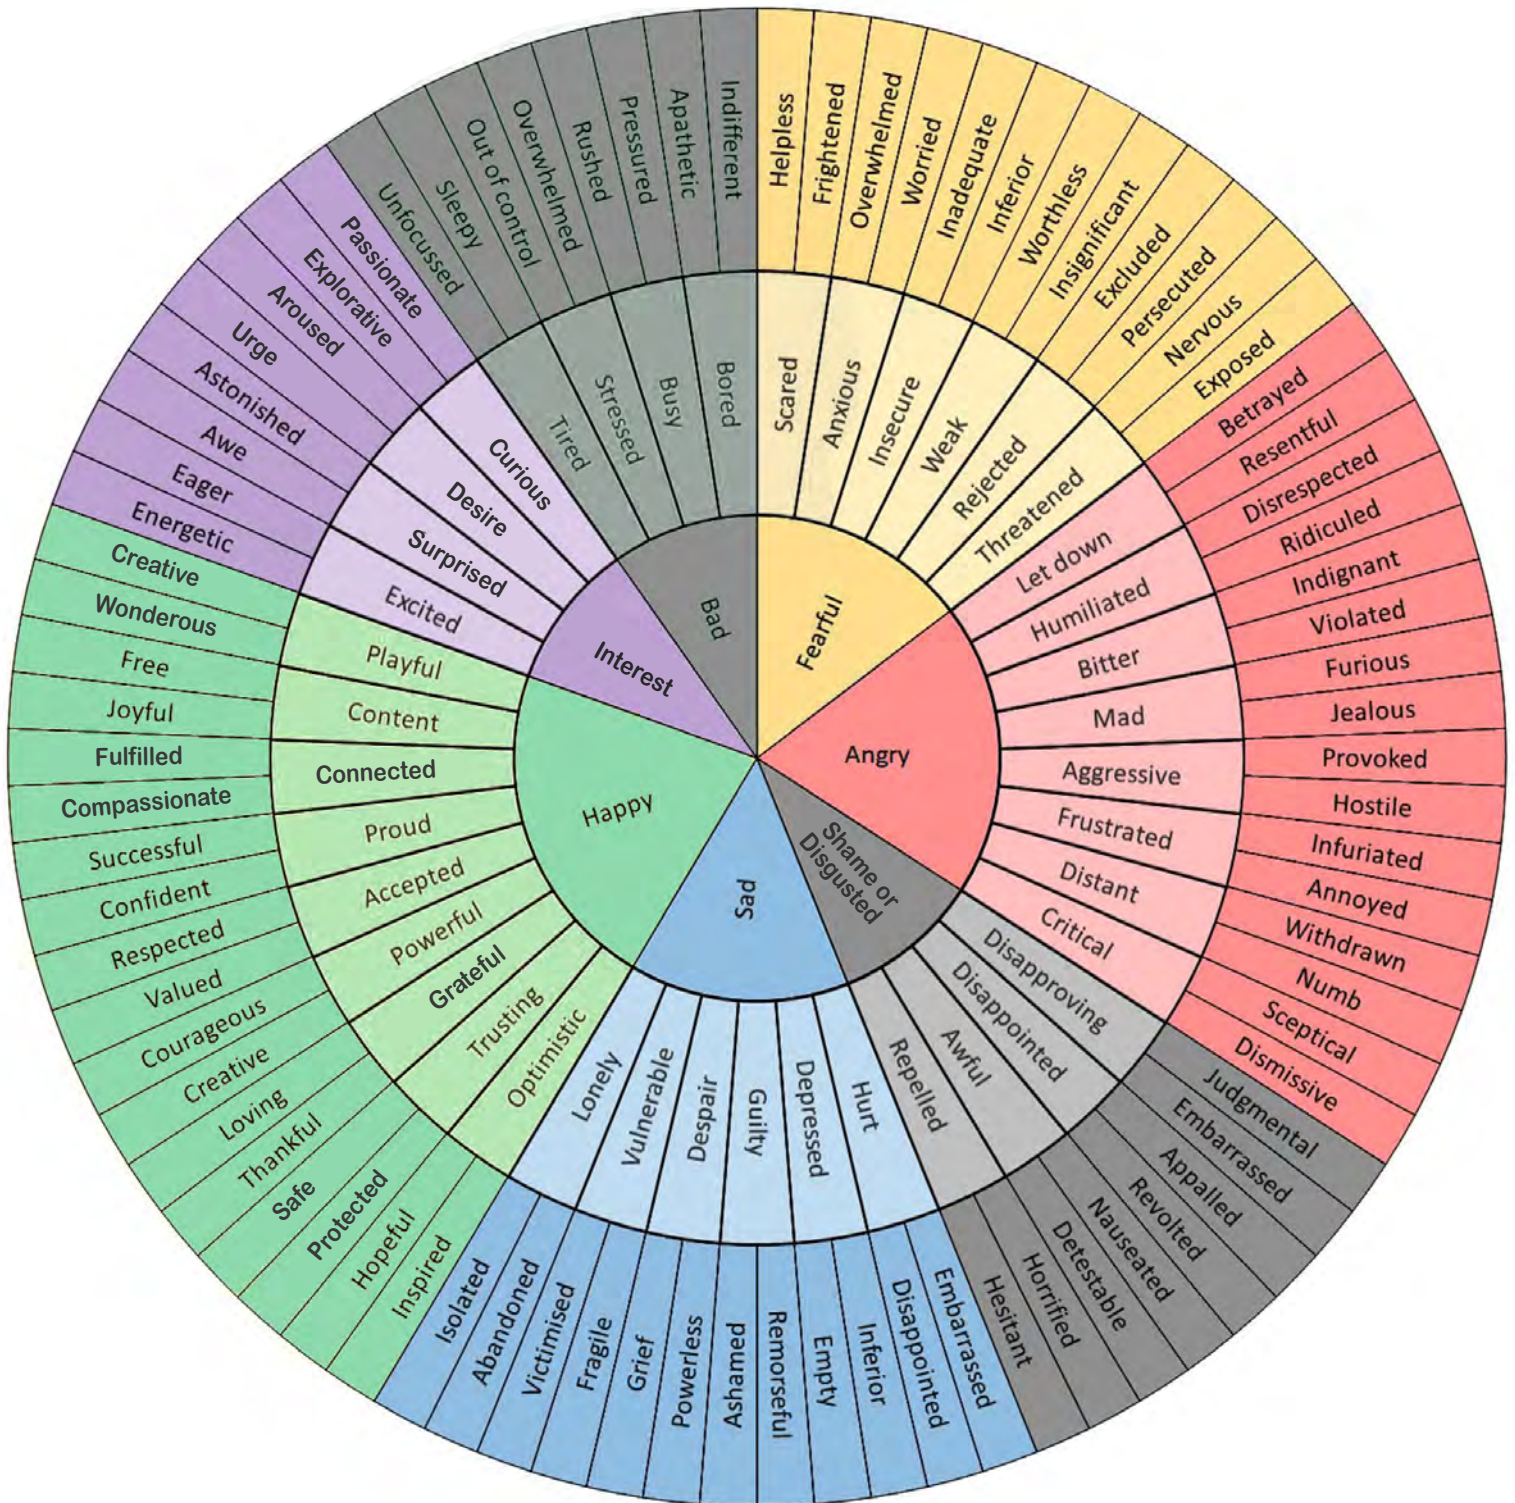 Fearful
Angry
Shame or
Disgusted
Sad
Happy
Interest
Bad
Scared
Anxious
Insecure
Weak
Rejected
Threatened
Let down
Humiliated
Bitter
Mad
Aggressive
Frustrated
Distant
Critical
Disapproving
Disappointed
Awful
Repelled
Hurt
Depressed
Guilty
Despair
Vulnerable
Lonely
Optimistic
Trusting
Grateful
Powerful
Accepted
Proud
Connected
Content
Playful
Excited
Surprised
Desire
Curious
Tired
Stressed
Busy
Bored
Helpless
Frightened
Overwhelmed
Worried
Inadequate
Inferior
Worthless
Insignificant
Excluded
Persecuted
Nervous
Exposed
Betrayed
Resentful
Disrespected
Ridiculed
Indignant
Violated
Furious
Jealous
Provoked
Hostile
Infuriated
Annoyed
Withdrawn
Numb
Sceptical
Dismissive
Judgmental
Embarrassed
Appalled
Revolted
Nauseated
Detestable
Horrified
Hesitant
Embarrassed
Disappointed
Inferior
Empty
Remorseful
Ashamed
Powerless
Grief
Fragile
Victimised
Abandoned
Isolated
Inspired
Hopeful
Protected
Safe
Thankful
Loving
Creative
Courageous
Valued
Respected
Confident
Successful
Compassionate
Fulfilled
Joyful
Free
Wonderous
Creative
Energetic
Eager
Awe
Astonished
Urge
Aroused
Explorative
Passionate
Unfocussed
Sleepy
Out of control
Overwhelmed
Rushed
Pressured
Apathetic
Indifferent